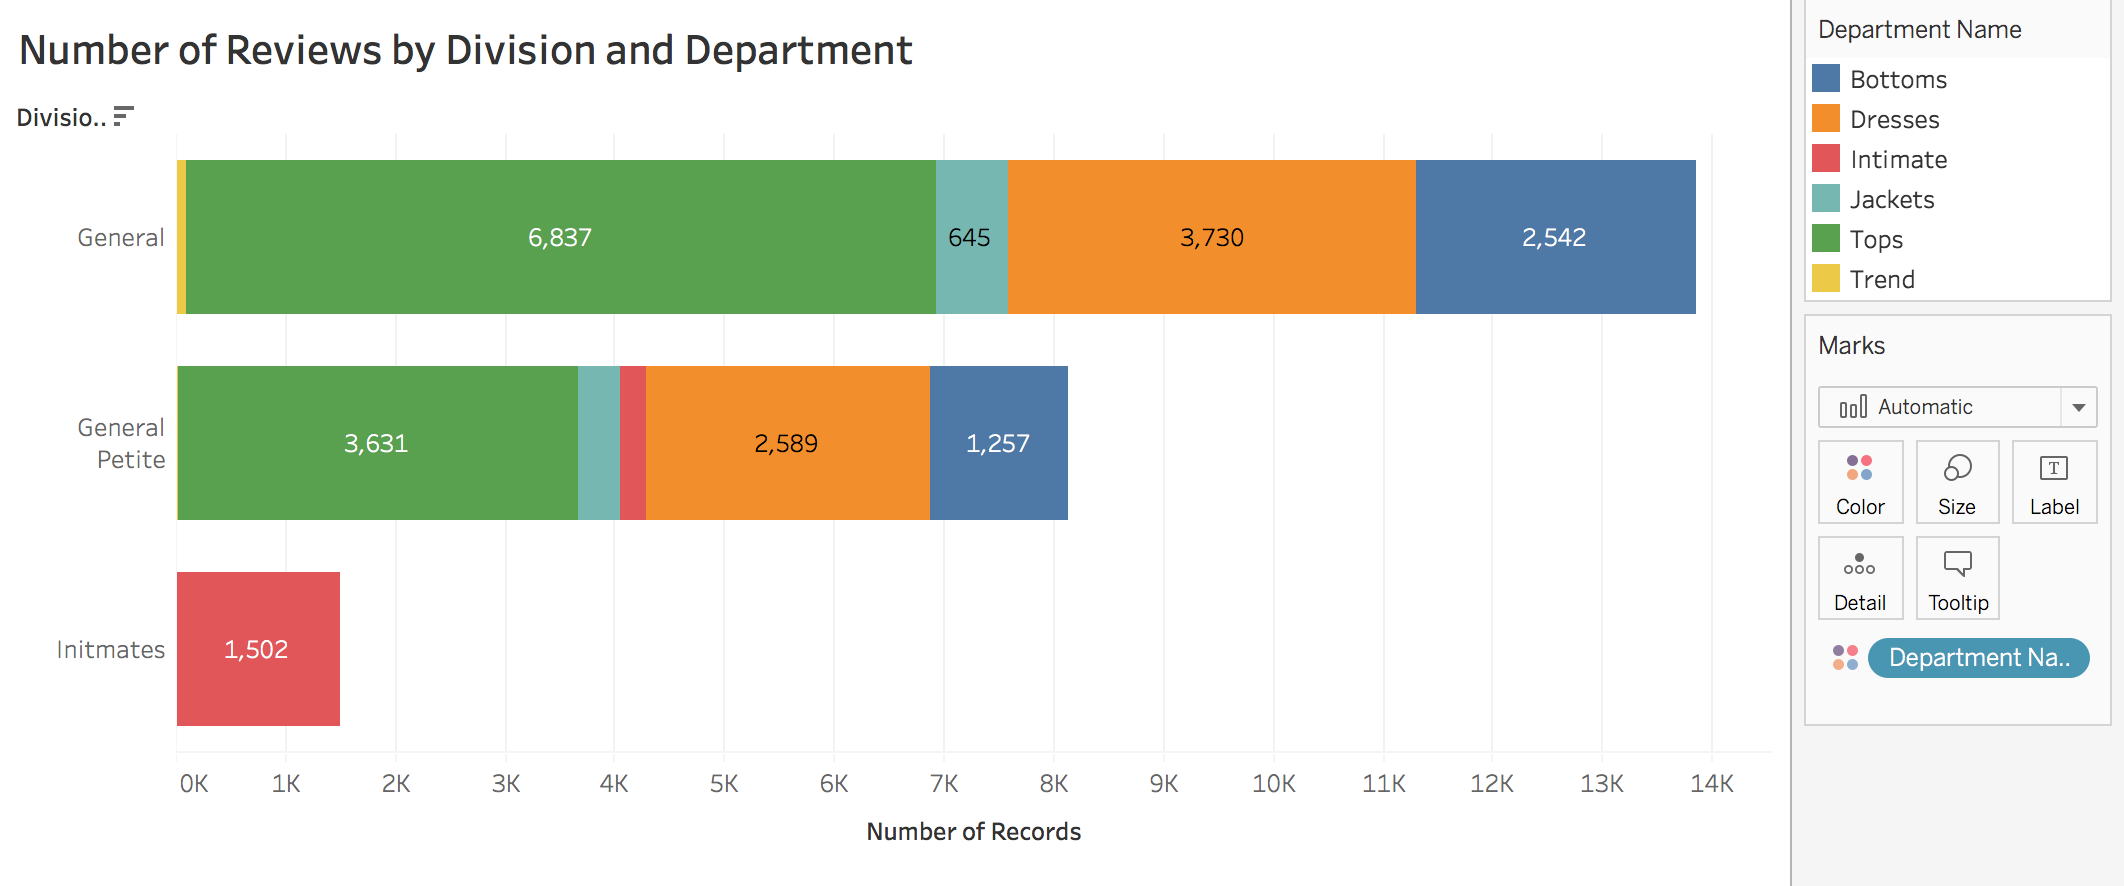 Number of Reviews by Division and Department
Divisio..
General
6,837
645
3,730
2,542
General
Petite
3,631
2,589
1,257
Initmates
1,502
0K 1K 2K 3K 4K 5K 6K 7K 8K 9K 10K 11K 12K 13K 14K
Number of Records
Department Name
Bottoms
Dresses
Intimate
Jackets
Tops
Trend
Marks
Automatic
Color Size Label
Detail Tooltip
Department Na..